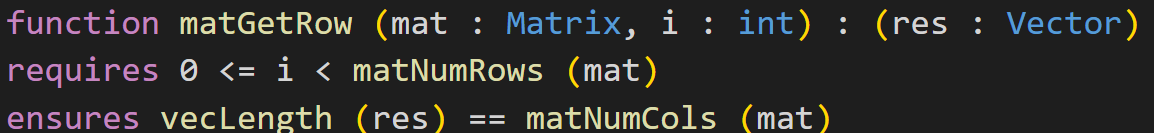 function matGetRow (mat : Matrix, i : int) : (res : Vector)
requires 0 <= i < matNumRows (mat)
ensures vecLength (res) == matNumCols (mat)